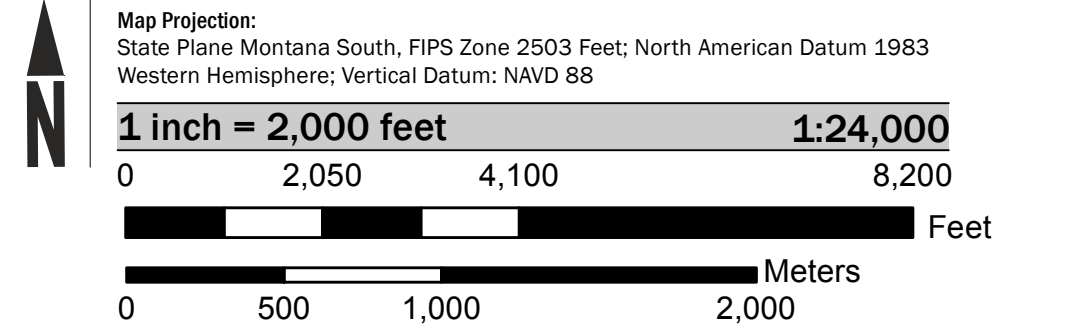 N
Map Projection:
State Plane Montana South, FIPS Zone 2503 Feet; North American Datum 1983
Western Hemisphere; Vertical Datum: NAVD 88
1 inch = 2,000 feet 1:24,000
0 2,050 4,100 8,200
Feet
Meters
0 500 1,000 2,000